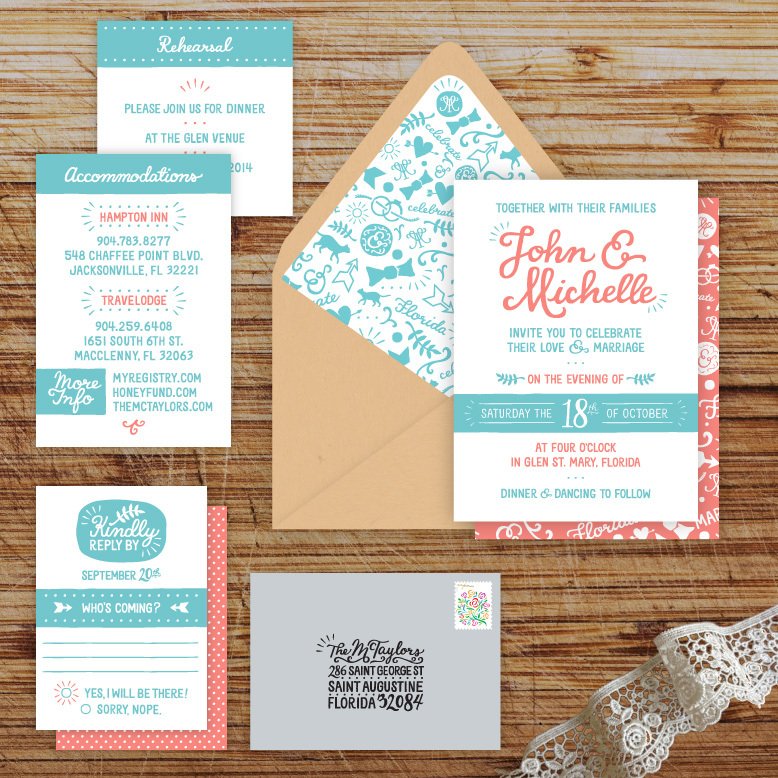 Rehearsal
PLEASE JOIN US FOR DINNER
AT THE GLEN VENUE
2014
Accommodations
HAMPTON INN
904.783.8277
548 CHAFFEE POINT BLVD.
JACKSONVILLE, FL 32221
TRAVELODGE
904.259.6408
1651 SOUTH 6TH ST.
MACCLENNY, FL 32063
More Info
MYREGISTRY.COM
HONEYFUND.COM
THEMCTAYLORS.COM
celebrate
celebrate
Florida
TOGETHER WITH THEIR FAMILIES
John &
Michelle
INVITE YOU TO CELEBRATE
THEIR LOVE & MARRIAGE
ON THE EVENING OF
SATURDAY THE 18th OF OCTOBER
AT FOUR O'CLOCK
IN GLEN ST. MARY, FLORIDA
DINNER & DANCING TO FOLLOW
Florida
Kindly
REPLY BY
SEPTEMBER 20th
WHO'S COMING?
YES, I WILL BE THERE!
SORRY, NOPE.
The McTaylors
286 SAINT GEORGE ST
SAINT AUGUSTINE
FLORIDA 32084